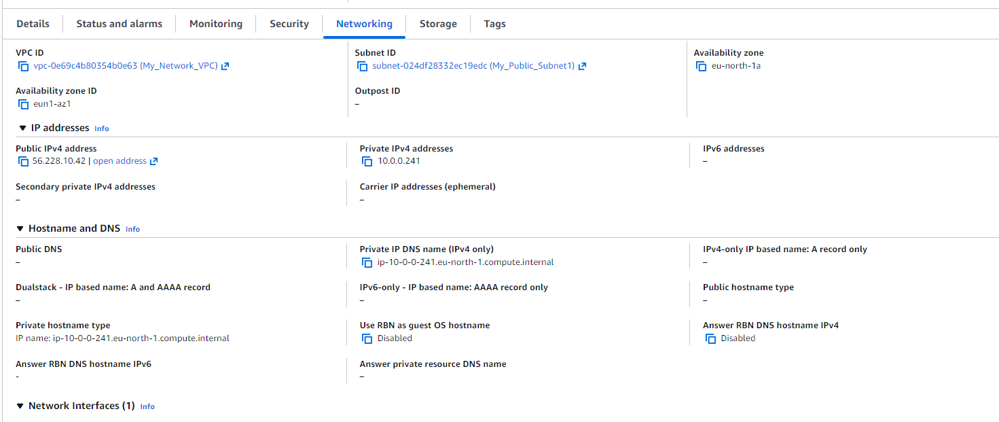 Details Status and alarms Monitoring Security Networking Storage Tags
VPC ID
vpc-0e69c4b80354b0e63 (My_Network_VPC)
Subnet ID
subnet-024df28332ec19edc (My_Public_Subnet1)
Availability zone
eu-north-1a
Availability zone ID
eun1-az1
Outpost ID
–
IP addresses Info
Public IPv4 address
56.228.10.42 | open address
Private IPv4 addresses
10.0.0.241
IPv6 addresses
–
Secondary private IPv4 addresses
–
Carrier IP addresses (ephemeral)
–
Hostname and DNS Info
Public DNS
–
Private IP DNS name (IPv4 only)
ip-10-0-0-241.eu-north-1.compute.internal
IPv4-only IP based name: A record only
–
Dualstack - IP based name: A and AAAA record
–
IPv6-only - IP based name: AAAA record only
–
Public hostname type
–
Private hostname type
IP name: ip-10-0-0-241.eu-north-1.compute.internal
Use RBN as guest OS hostname
Disabled
Answer RBN DNS hostname IPv4
Disabled
Answer RBN DNS hostname IPv6
-
Answer private resource DNS name
–
Network Interfaces (1) Info